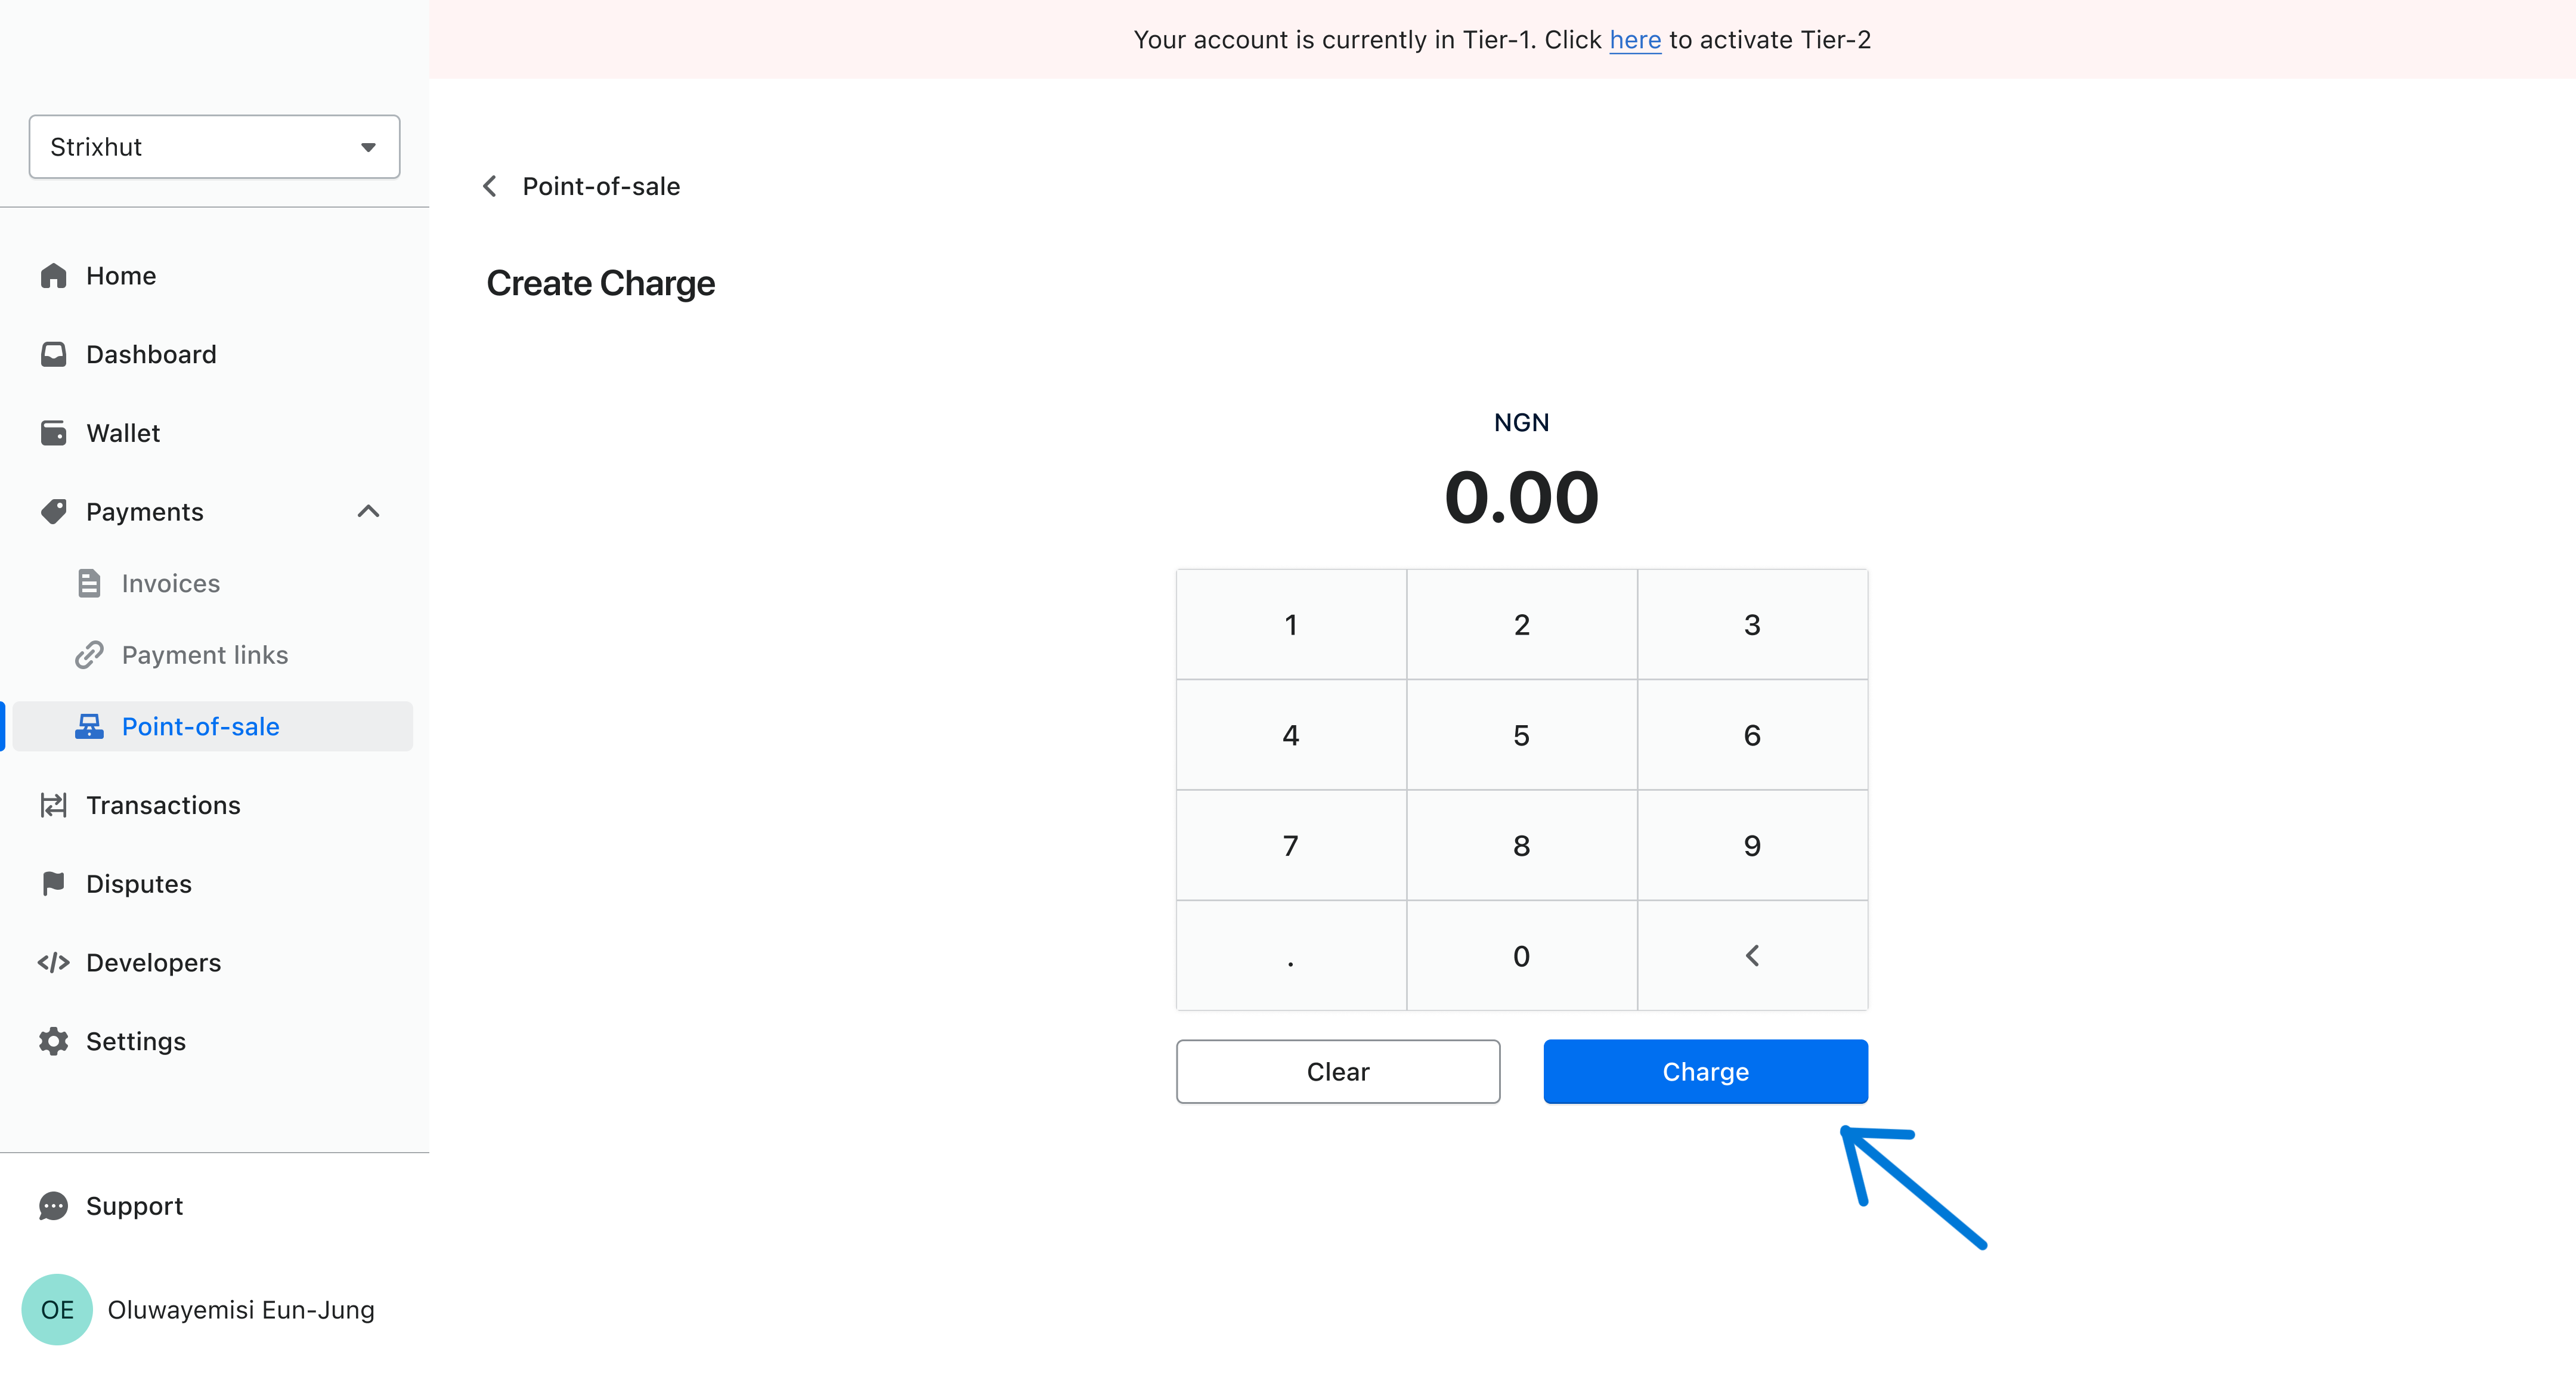 Your account is currently in Tier-1. Click here to activate Tier-2
Strixhut
Home
Dashboard
Wallet
Payments
Invoices
Payment links
Point-of-sale
Transactions
Disputes
Developers
Settings
Support
OE Oluwayemisi Eun-Jung
Point-of-sale
Create Charge
NGN
0.00
1 2 3
4 5 6
7 8 9
. 0
Clear Charge